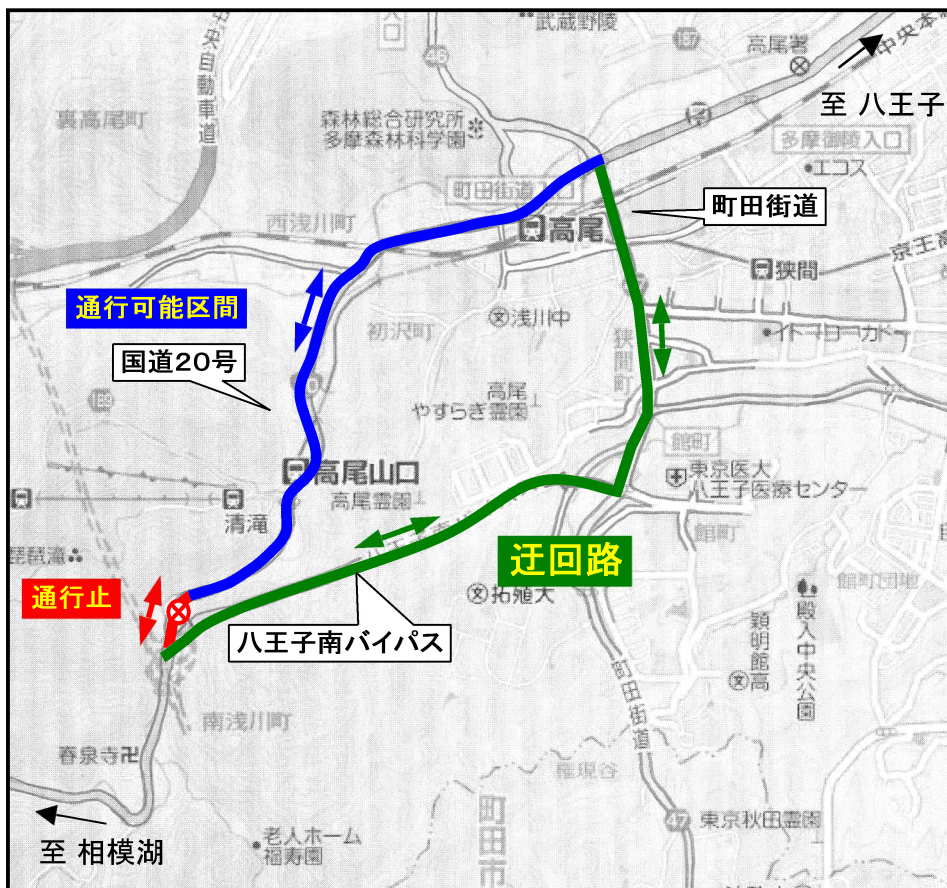 武蔵野陵
高尾署
中央本線
自動車道
46
187
至 八王子
裏高尾町
森林総合研究所
多摩森林科学園
多摩御陵入口
エコス
町田街道入口
町田街道
西浅川町
高尾
京王高
狭間
通行可能区間
初沢町
浅川中
イトーヨーカドー
国道20号
狭間町
高尾
やすらぎ霊園
館町
高尾山口
高尾霊園
東京医大
八王子医療センター
清滝
館町
琵琶滝
迂回路
館町団地
通行止
拓殖大
殿入中央公園
穎明館高
八王子南バイパス
町田街道
南浅川町
春泉寺
権現谷
町田市
47
東京秋田霊園
老人ホーム
福寿園
至 相模湖